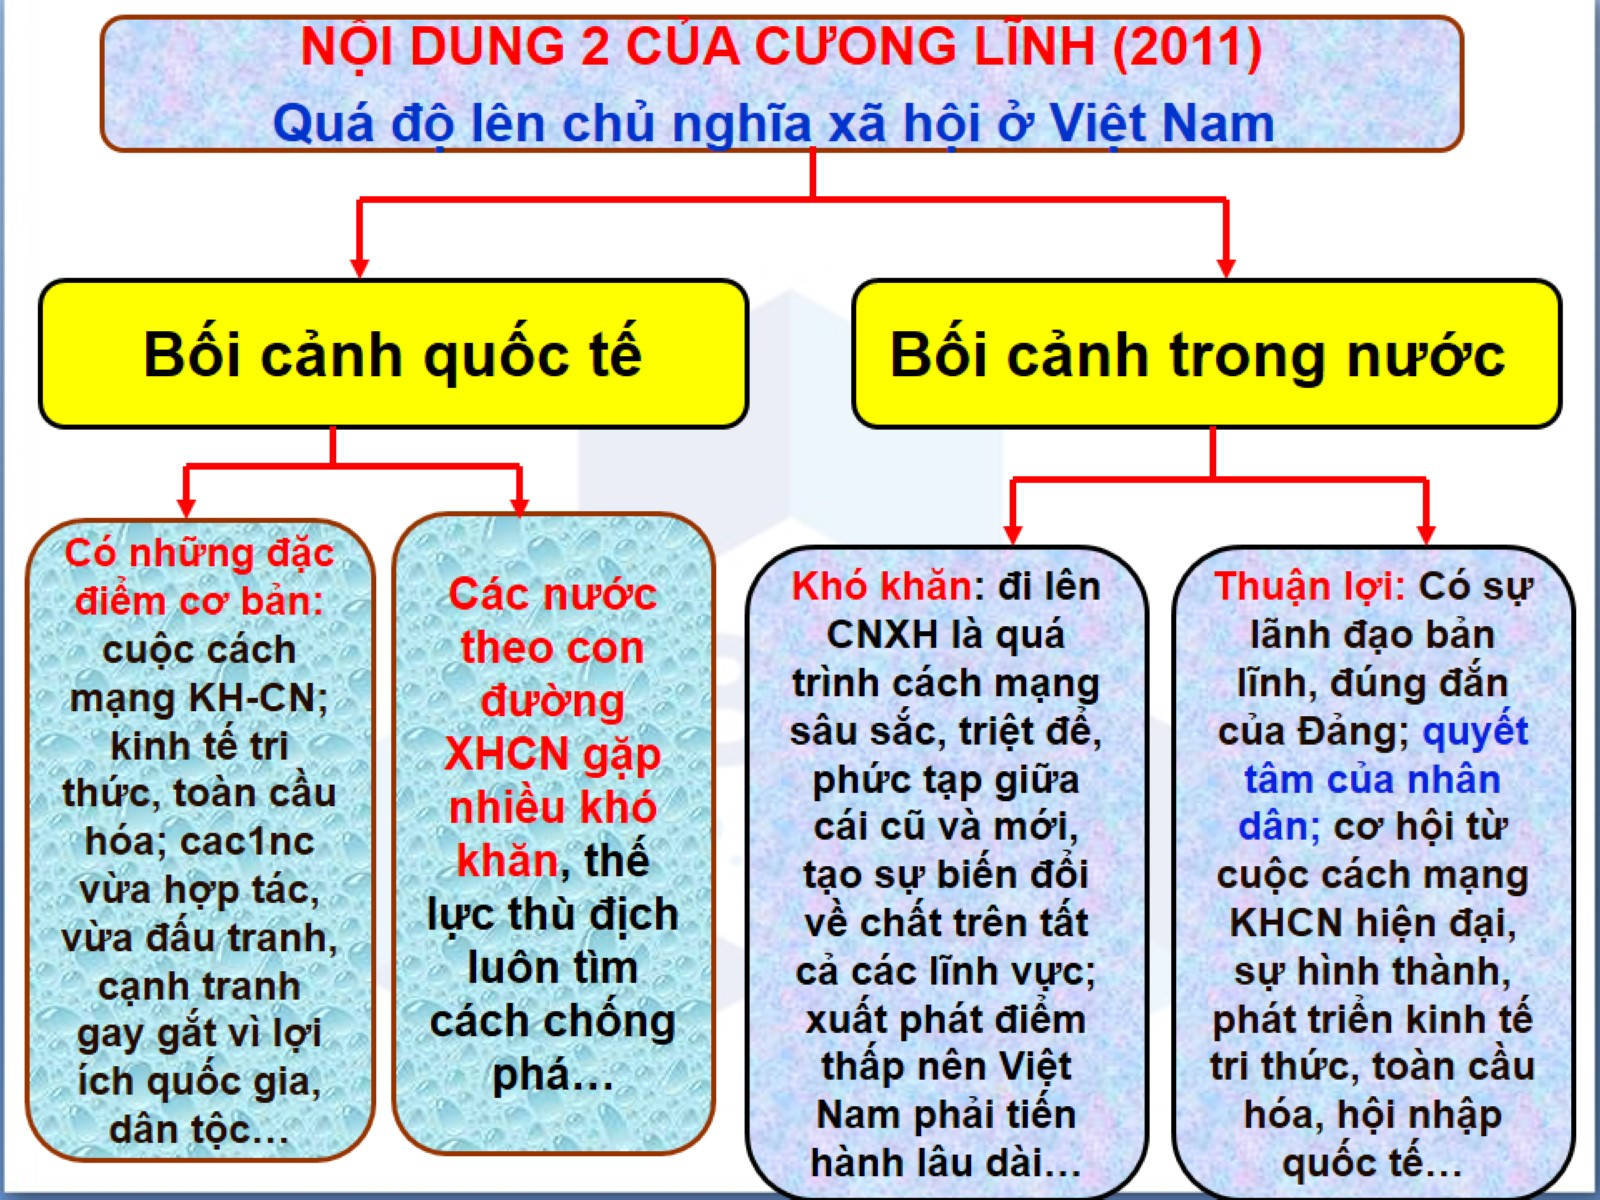 NỘI DUNG 2 CỦA CƯƠNG LĨNH (2011)
Quá độ lên chủ nghĩa xã hội ở Việt Nam
Bối cảnh quốc tế
Bối cảnh trong nước
Có những đặc
điểm cơ bản:
cuộc cách
mạng KH-CN;
kinh tế tri
thức, toàn cầu
hóa; cac1nc
vừa hợp tác,
vừa đấu tranh,
cạnh tranh
gay gắt vì lợi
ích quốc gia,
dân tộc...
Các nước
theo con
đường
XHCN gặp
nhiều khó
khăn, thế
lực thù địch
luôn tìm
cách chống
phá...
Khó khăn: đi lên
CNXH là quá
trình cách mạng
sâu sắc, triệt để,
phức tạp giữa
cái cũ và mới,
tạo sự biến đổi
về chất trên tất
cả các lĩnh vực;
xuất phát điểm
thấp nên Việt
Nam phải tiến
hành lâu dài...
Thuận lợi: Có sự
lãnh đạo bản
lĩnh, đúng đắn
của Đảng; quyết
tâm của nhân
dân; cơ hội từ
cuộc cách mạng
KHCN hiện đại,
sự hình thành,
phát triển kinh tế
tri thức, toàn cầu
hóa, hội nhập
quốc tế...